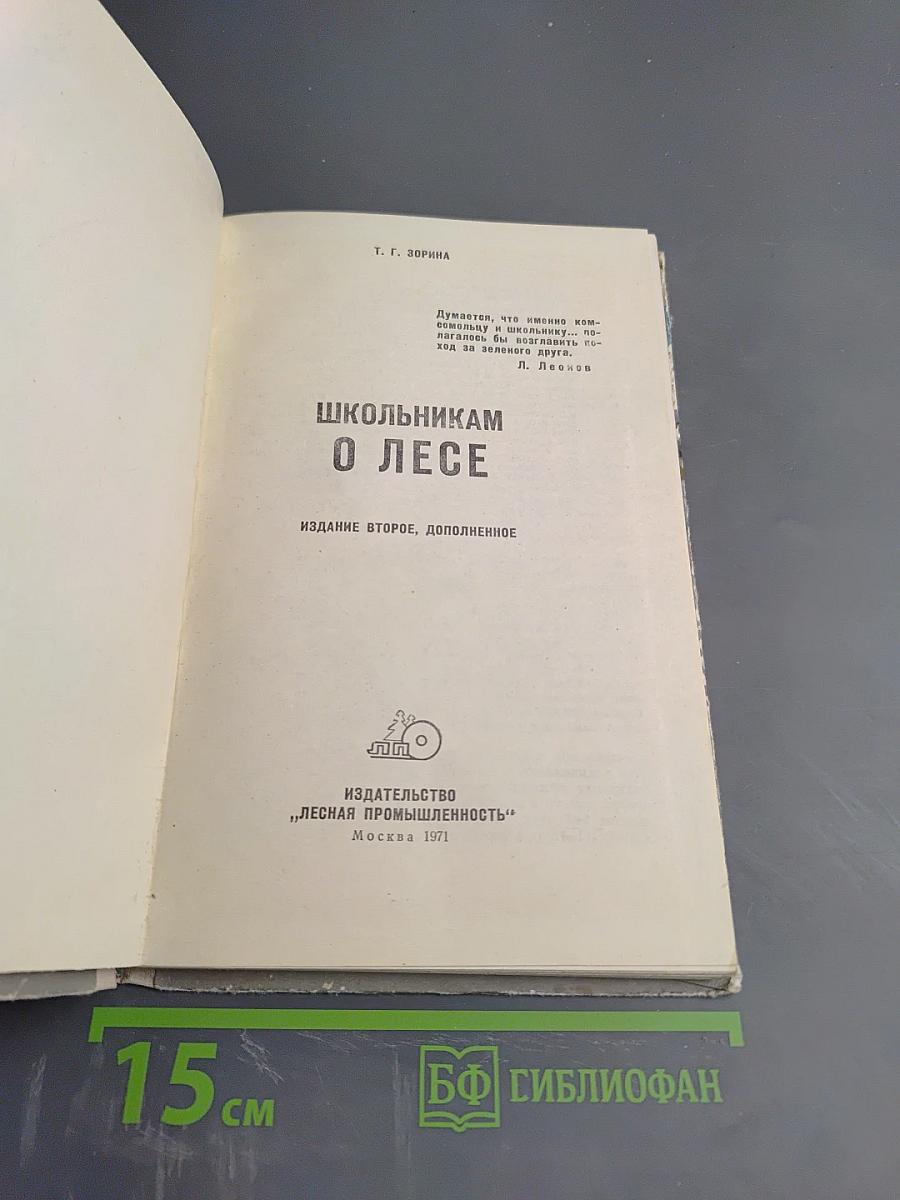 Т. Г. ЗОРИНА
Думается, что именно ком-
сомольцу и школьнику... по-
лагалось бы возглавить по-
ход за зеленого друга.
Л. Леонов
ШКОЛЬНИКАМ
О ЛЕСЕ
ИЗДАНИЕ ВТОРОЕ, ДОПОЛНЕННОЕ
ЛП
ИЗДАТЕЛЬСТВО
„ЛЕСНАЯ ПРОМЫШЛЕННОСТЬ“
Москва 1971
15 см
БФ БИБЛИОФАН